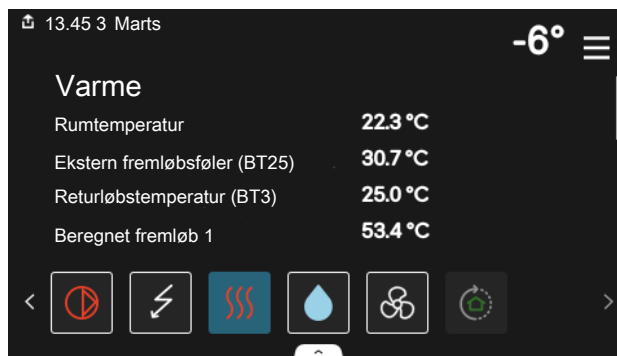 13.45 3 Marts
-6°
Varme
Rumtemperatur 22.3 °C
Ekstern fremløbsføler (BT25) 30.7 °C
Returløbstemperatur (BT3) 25.0 °C
Beregnet fremløb 1 53.4 °C